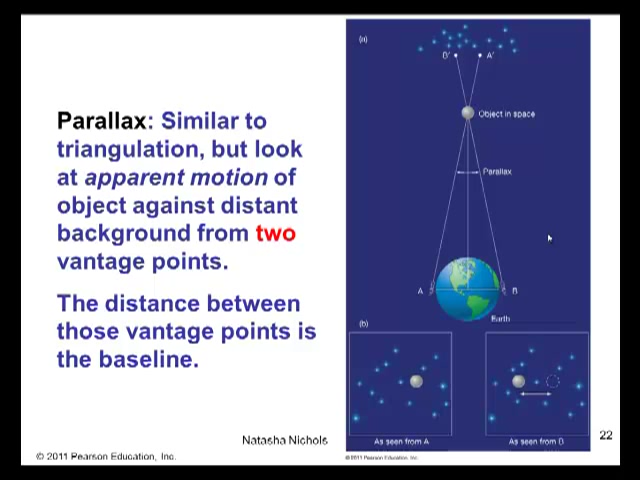 Parallax: Similar to
triangulation, but look
at apparent motion of
object against distant
background from two
vantage points.
The distance between
those vantage points is
the baseline.
(a)
B' A'
Object in space
Parallax
A B
Earth
(b)
As seen from A As seen from B
Natasha Nichols
22
© 2011 Pearson Education, Inc.
© 2011 Pearson Education, Inc.